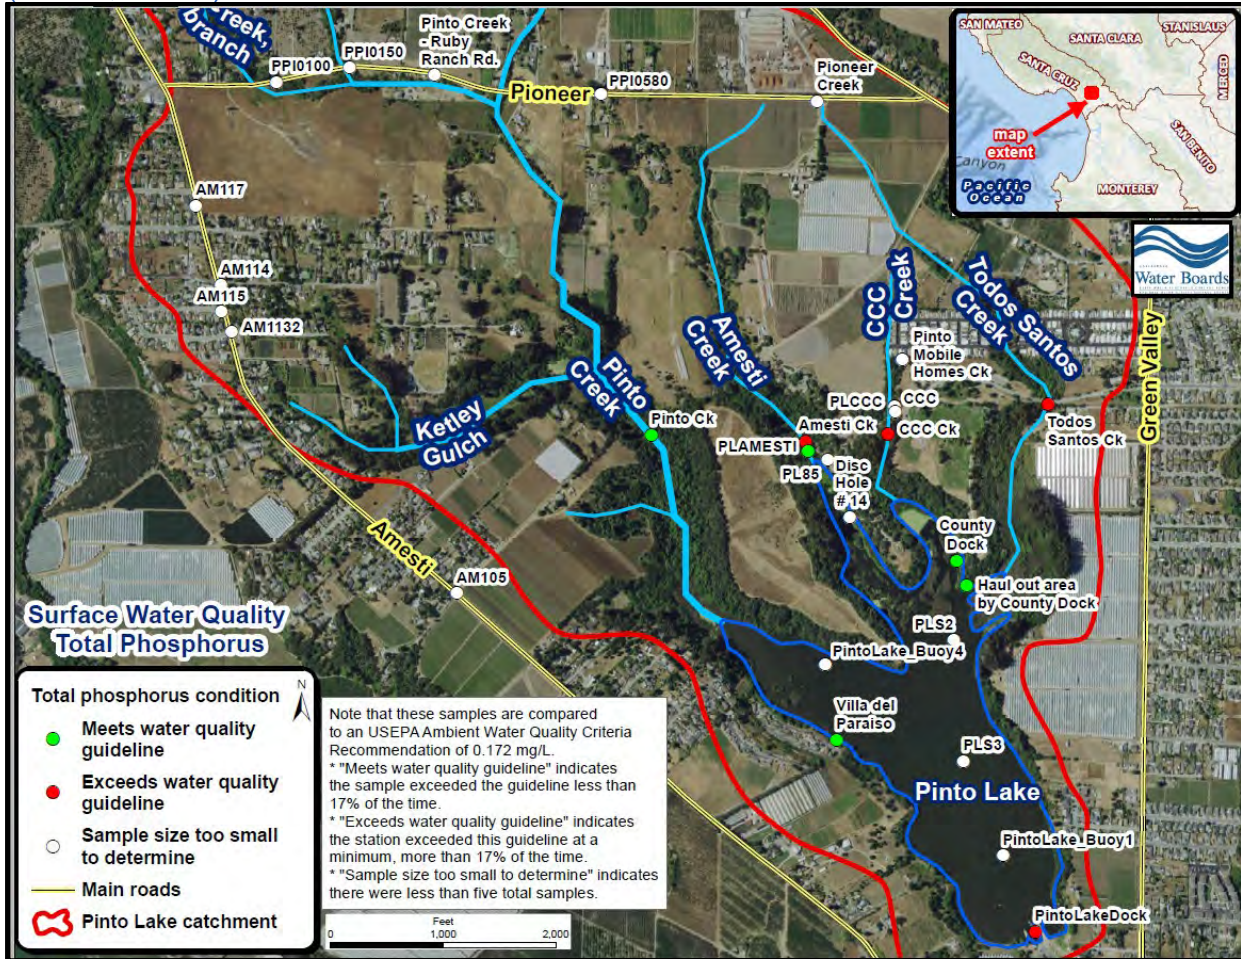 Creek,
branch
PPI0100
PPI0150
Pinto Creek
- Ruby
Ranch Rd.
PPI0580
Pioneer
Pioneer
Creek
SAN MATEO
SANTA CLARA
STANISLAUS
SANTA CRUZ
MERCED
map
extent
SAN BENITO
Canyon
Pacific
Ocean
MONTEREY
Water Boards
AM117
AM114
AM115
AM1132
Amesti
Creek
CCC
Creek
Todos Santos
Creek
Green Valley
Pinto
Mobile
Homes Ck
Pinto
Creek
Ketley
Gulch
Pinto Ck
PLCCC
CCC
CCC Ck
Todos
Santos Ck
PLAMESTI
Amesti Ck
PL85
Disc
Hole
# 14
County
Dock
Haul out area
by County Dock
Amesti
AM105
PLS2
PintoLake_Buoy4
Villa del
Paraiso
PLS3
Pinto Lake
PintoLake_Buoy1
PintoLakeDock
Surface Water Quality
Total Phosphorus
Total phosphorus condition
N
Meets water quality
guideline
Exceeds water quality
guideline
Sample size too small
to determine
Main roads
Pinto Lake catchment
Note that these samples are compared
to an USEPA Ambient Water Quality Criteria
Recommendation of 0.172 mg/L.
* "Meets water quality guideline" indicates
the sample exceeded the guideline less than
17% of the time.
* "Exceeds water quality guideline" indicates
the station exceeded this guideline at a
minimum, more than 17% of the time.
* "Sample size too small to determine" indicates
there were less than five total samples.
Feet
0 1,000 2,000